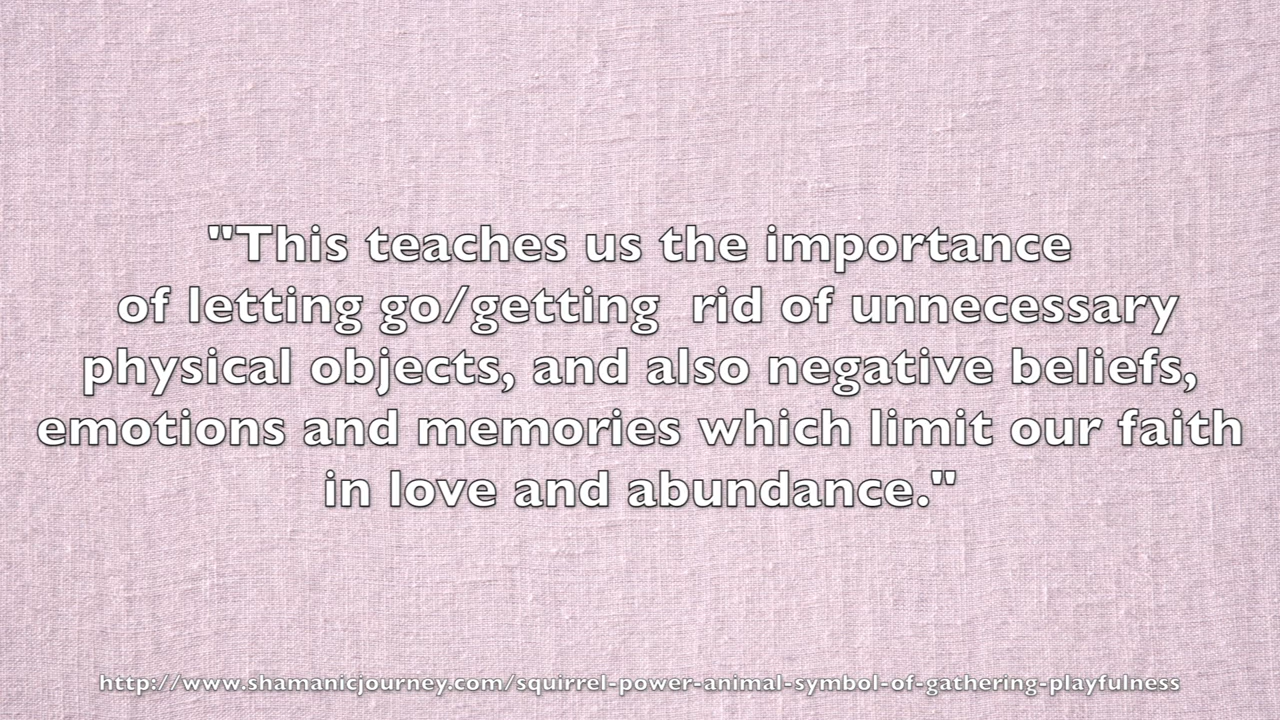 "This teaches us the importance
of letting go/getting  rid of unnecessary
physical objects, and also negative beliefs,
emotions and memories which limit our faith
in love and abundance."
http://www.shamanicjourney.com/squirrel-power-animal-symbol-of-gathering-playfulness